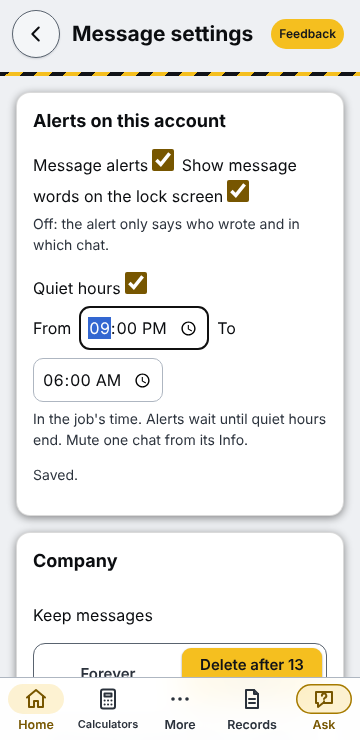 Message settings
Feedback
Alerts on this account
Message alerts Show message
words on the lock screen
Off: the alert only says who wrote and in
which chat.
Quiet hours
From 09:00 PM To
06:00 AM
In the job's time. Alerts wait until quiet hours
end. Mute one chat from its Info.
Saved.
Company
Keep messages
Forever
Delete after 13
Home
Calculators
More
Records
Ask